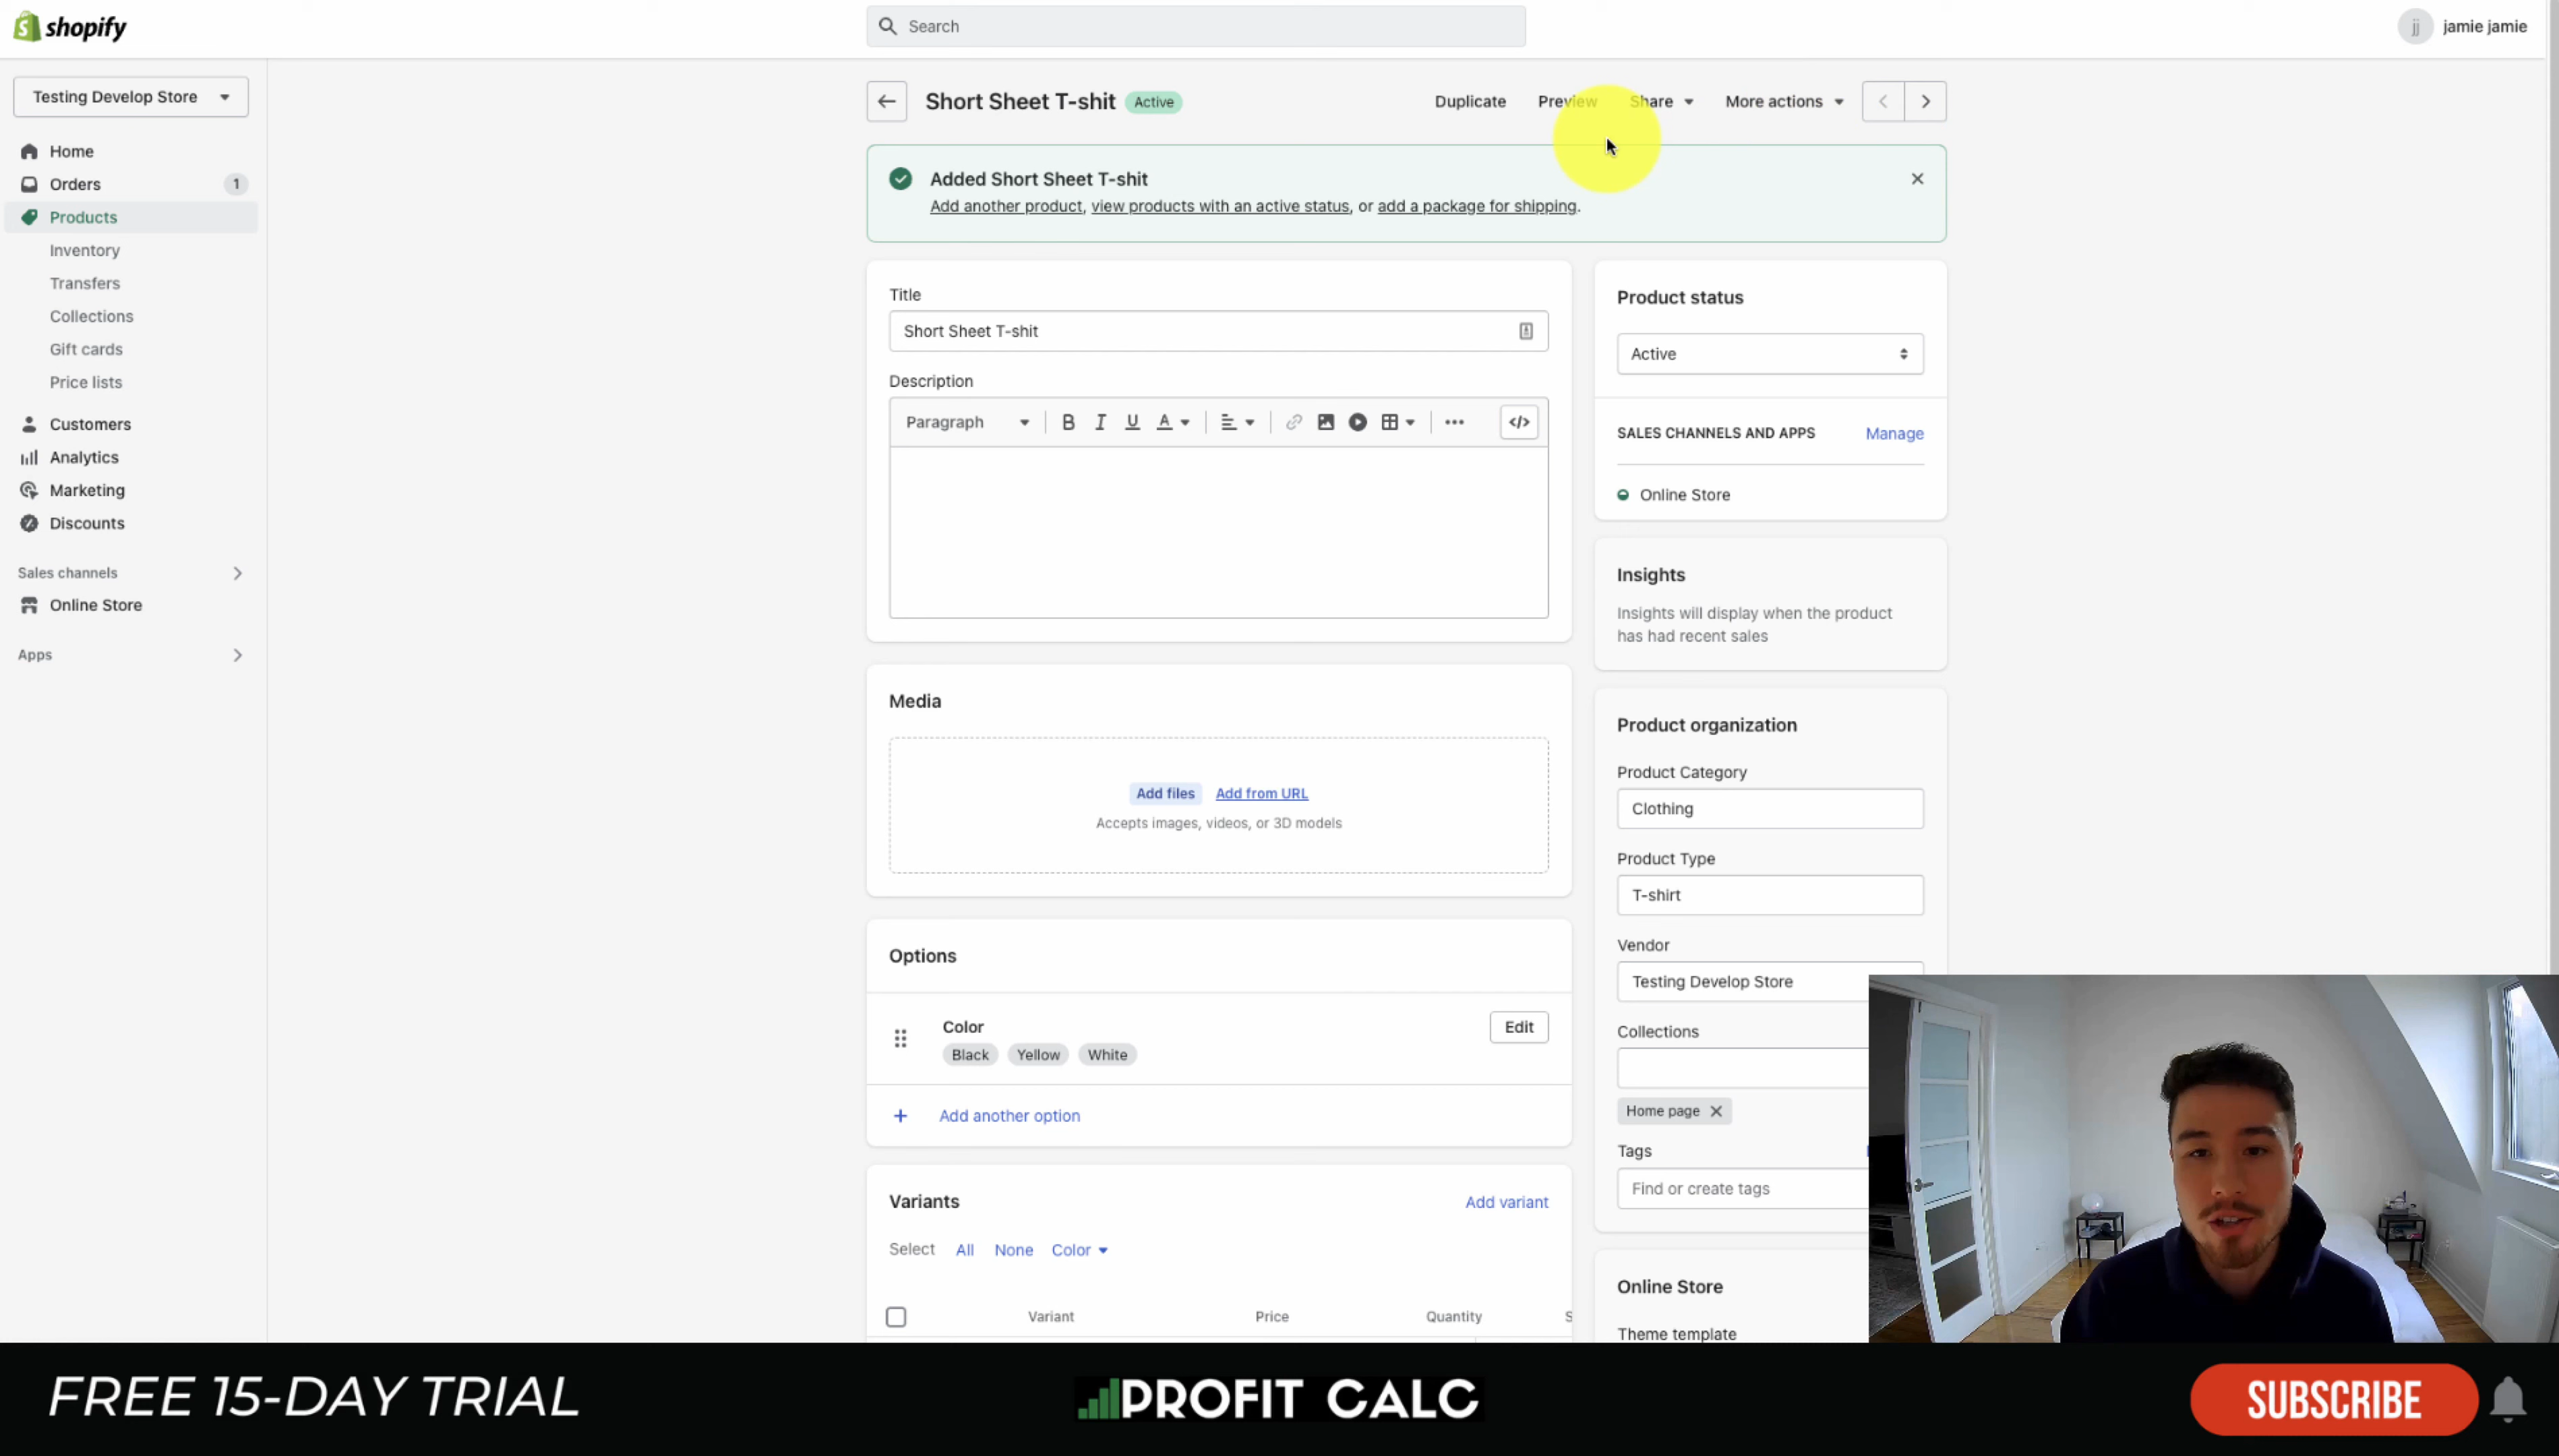 shopify
Search
jj
jamie jamie
Testing Develop Store
Home
Orders
1
Products
Inventory
Transfers
Collections
Gift cards
Price lists
Customers
Analytics
Marketing
Discounts
Sales channels
Online Store
Apps
Short Sheet T-shit
Active
Duplicate
Preview
Share
More actions
Added Short Sheet T-shit
Add another product, view products with an active status, or add a package for shipping.
Title
Short Sheet T-shit
Description
Paragraph
B I U A
</>
Media
Add files Add from URL
Accepts images, videos, or 3D models
Options
Color
Black Yellow White
Edit
Add another option
Variants
Add variant
Select All None Color
Variant Price Quantity S
Product status
Active
SALES CHANNELS AND APPS
Manage
Online Store
Insights
Insights will display when the product
has had recent sales
Product organization
Product Category
Clothing
Product Type
T-shirt
Vendor
Testing Develop Store
Collections
Home page
Tags
Find or create tags
Online Store
Theme template
FREE 15-DAY TRIAL
PROFIT CALC
SUBSCRIBE